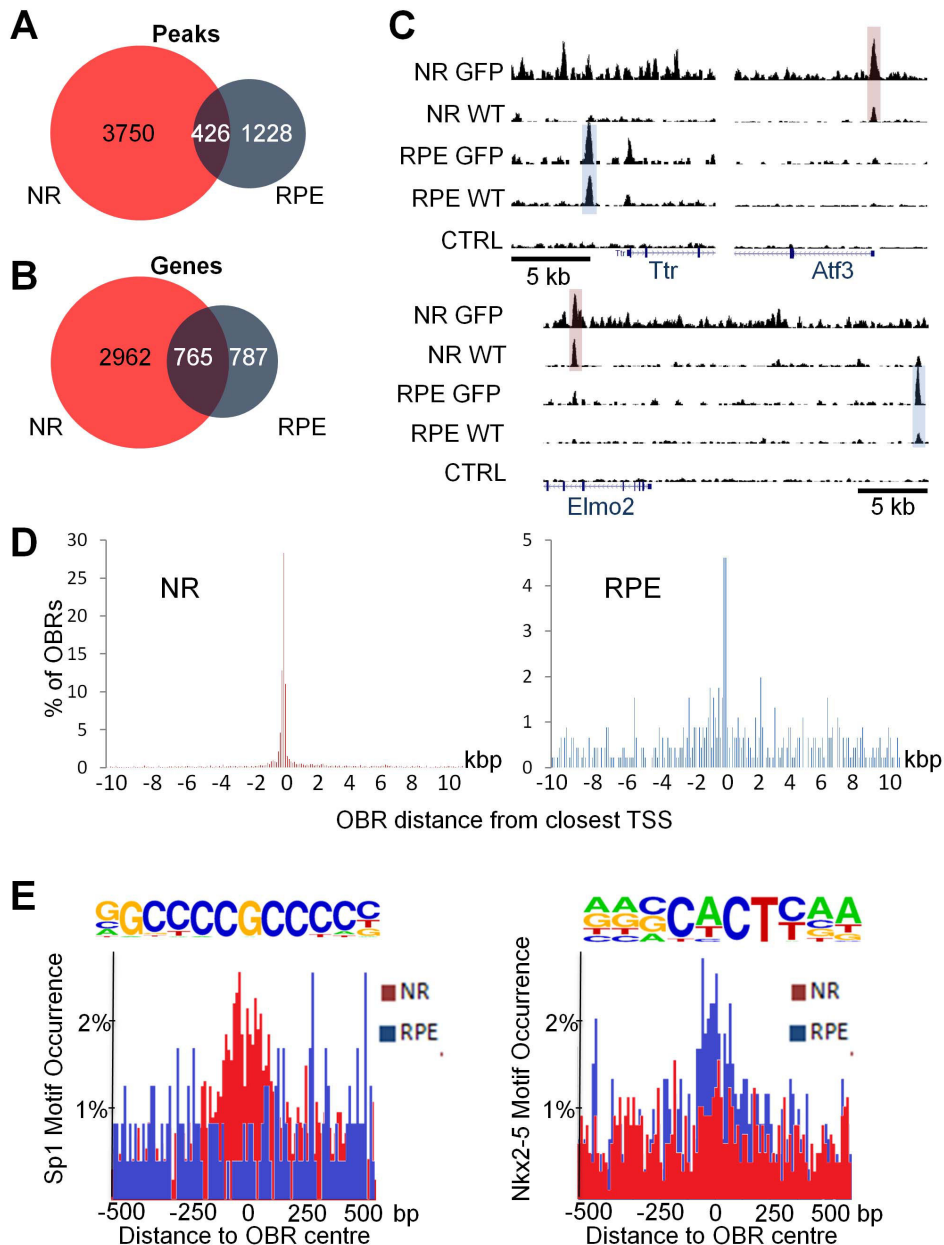 A
Peaks
3750
426
1228
NR
RPE
B
Genes
2962
765
787
NR
RPE
C
NR GFP
NR WT
RPE GFP
RPE WT
CTRL
5 kb
Ttr
Ttr
Atf3
NR GFP
NR WT
RPE GFP
RPE WT
CTRL
Elmo2
5 kb
D
% of OBRs
30
25
20
15
10
5
0
NR
-10 -8 -6 -4 -2 0 2 4 6 8 10
kbp
5
4
3
2
1
0
RPE
-10 -8 -6 -4 -2 0 2 4 6 8 10
kbp
OBR distance from closest TSS
E
GGCCCCGCCCCC
Sp1 Motif Occurrence
2%
1%
NR
RPE
-500 -250 0 250 500 bp
Distance to OBR centre
AACCACTCAA
Nkx2-5 Motif Occurrence
2%
1%
NR
RPE
-500 -250 0 250 500 bp
Distance to OBR centre